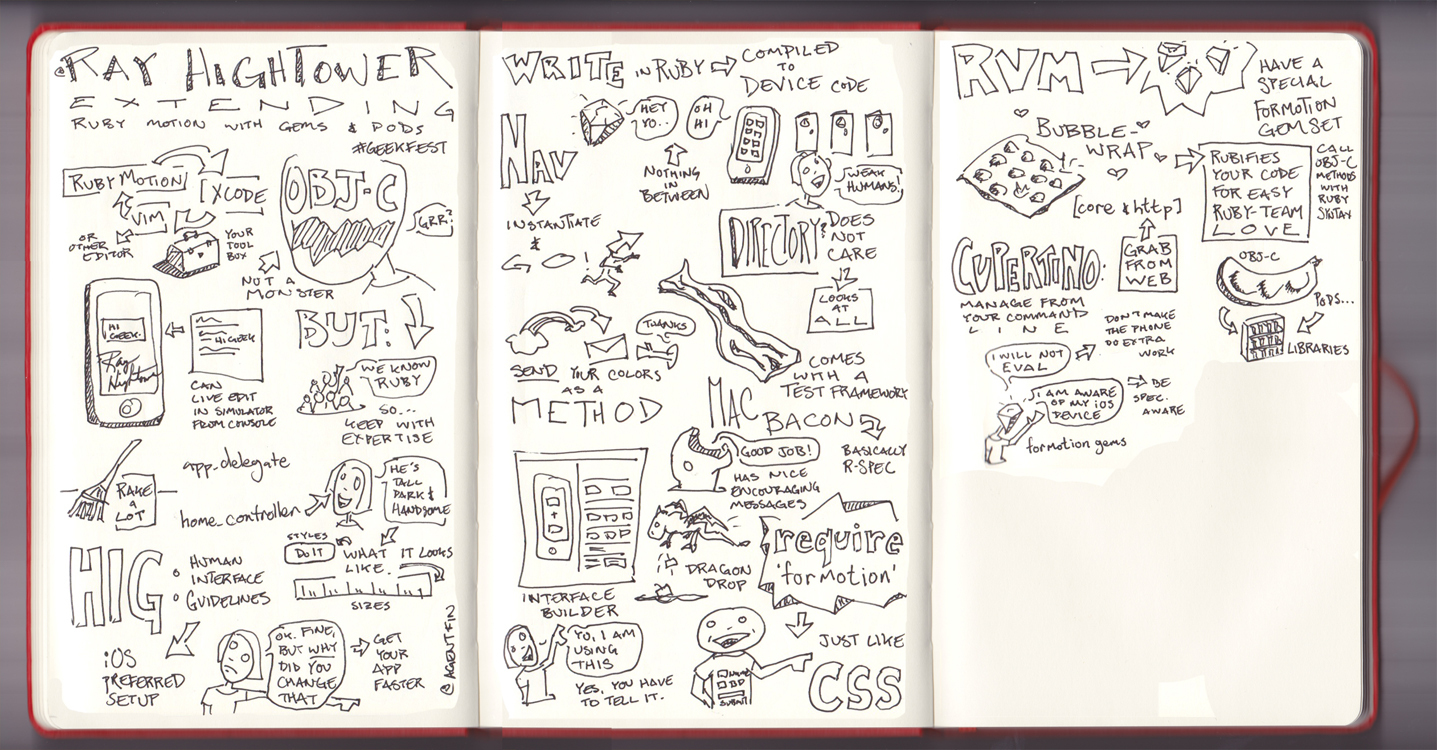 @RAY HIGHTOWER
EXTENDING
RUBY MOTION WITH GEMS & PODS
#GEEKFEST
RUBYMOTION
XCODE
VIM
OR
OTHER
EDITOR
YOUR
TOOL
BOX
OBJ-C
GRR?
NOT A
MONSTER
HI
GEEK.
Ray
Hightower
HI GEEK
CAN
LIVE EDIT
IN SIMULATOR
FROM CONSOLE
BUT:
WE KNOW
RUBY
SO...
KEEP WITH
EXPERTISE
RAKE
A
LOT
app_delegate
home_controller
HE'S
TALL
DARK &
HANDSOME
STYLES
DO IT
WHAT IT LOOKS
LIKE.
SIZES
HIG:
HUMAN
INTERFACE
GUIDELINES
iOS
PREFERRED
SETUP
OK. FINE,
BUT WHY
DID YOU
CHANGE
THAT
GET
YOUR
APP
FASTER
@AGENTFIN
WRITE IN RUBY
COMPILED
TO
DEVICE CODE
HEY
YO..
OH
HI
NOTHING
IN
BETWEEN
NAV
INSTANTIATE
&
GO!
WEAK
HUMANS!
DIRECTORY:
DOES
NOT
CARE
LOOKS
AT
ALL
THANKS
SEND YOUR COLORS
AS A
METHOD
COMES
WITH A
TEST FRAMEWORK
MAC BACON
BASICALLY
R-SPEC
GOOD JOB!
HAS NICE
ENCOURAGING
MESSAGES
INTERFACE
BUILDER
DRAGON
DROP
require
'formotion'
YO, I AM
USING
THIS
YES, YOU HAVE
TO TELL IT.
SUBMIT
JUST LIKE
CSS
RVM
HAVE A
SPECIAL
FORMOTION
GEMSET
BUBBLE-
WRAP
[core & http]
GRAB
FROM
WEB
RUBIFIES
YOUR CODE
FOR EASY
RUBY-TEAM
LOVE
CALL
OBJ-C
METHODS
WITH
RUBY
SYNTAX
CUPERTINO:
MANAGE FROM
YOUR COMMAND
LINE
OBJ-C
PODS...
LIBRARIES
I WILL NOT
EVAL
DON'T MAKE
THE PHONE
DO EXTRA
WORK
I AM AWARE
OF MY iOS
DEVICE
BE
SPEC.
AWARE
formotion gems